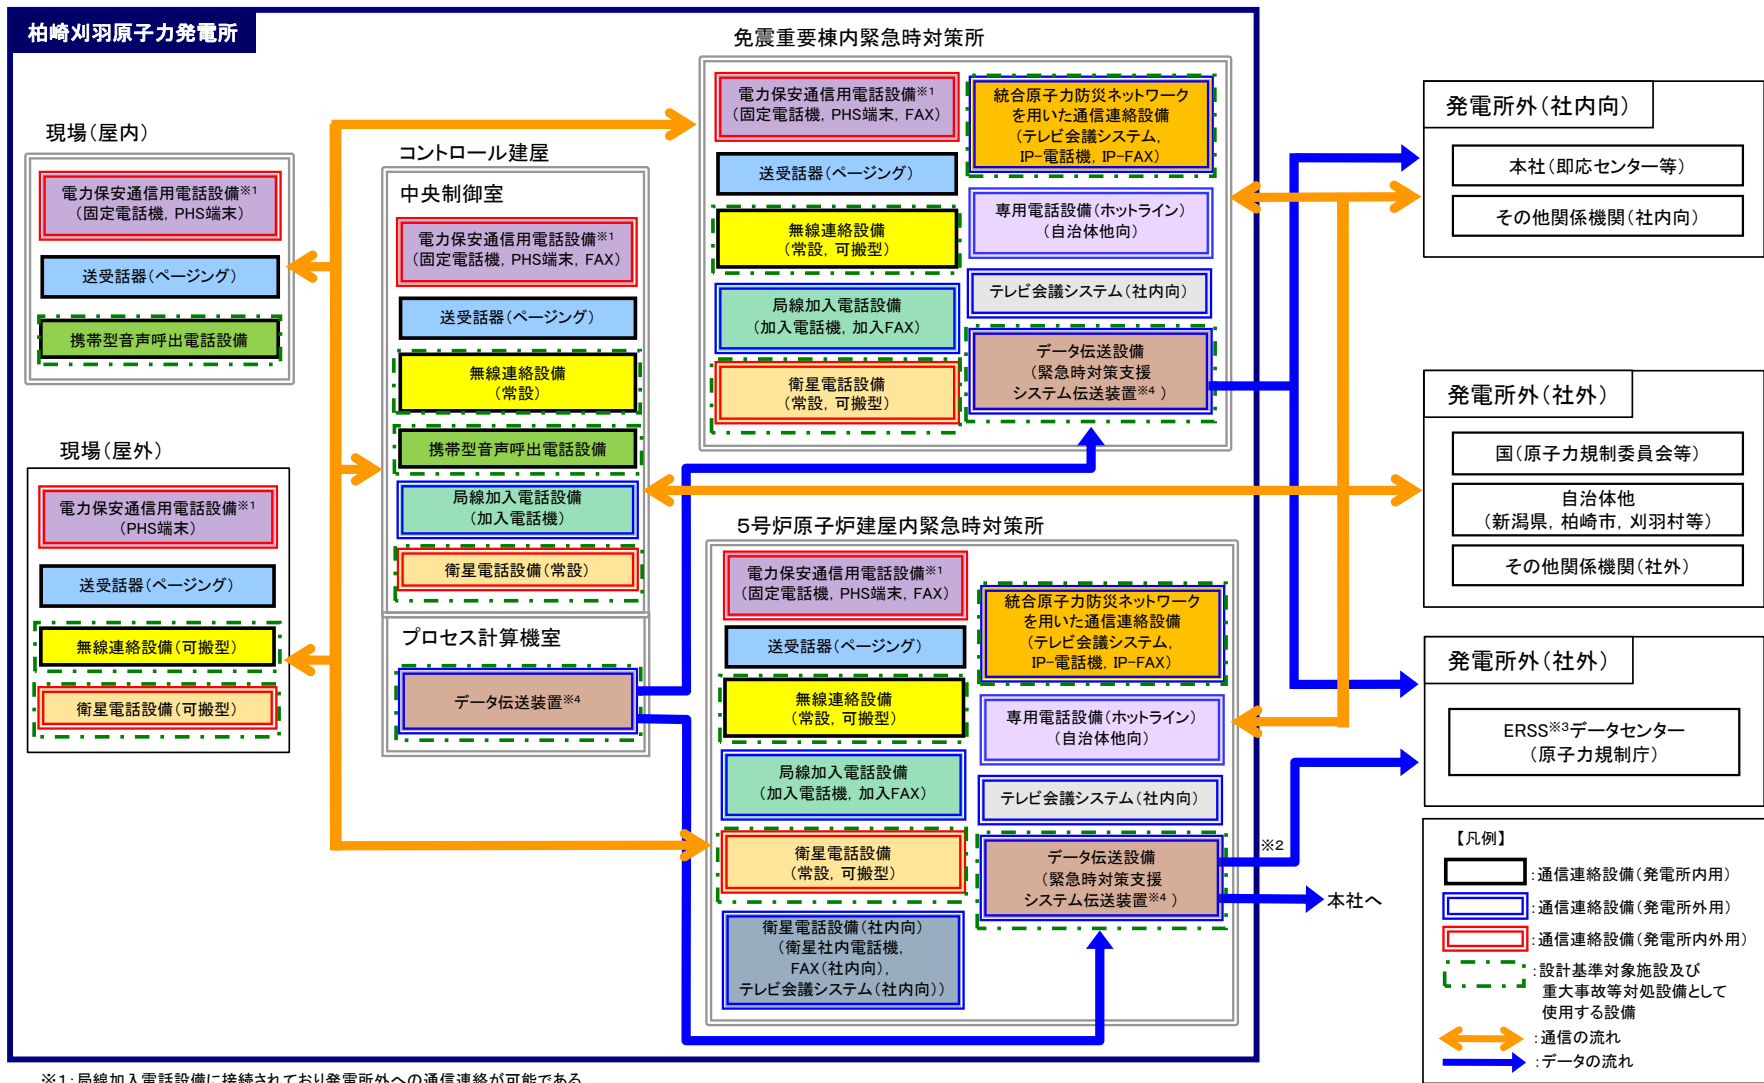 柏崎刈羽原子力発電所
現場(屋内)
電力保安通信用電話設備※1
(固定電話機, PHS端末)
送受話器(ページング)
携帯型音声呼出電話設備
現場(屋外)
電力保安通信用電話設備※1
(PHS端末)
送受話器(ページング)
無線連絡設備(可搬型)
衛星電話設備(可搬型)
コントロール建屋
中央制御室
電力保安通信用電話設備※1
(固定電話機, PHS端末, FAX)
送受話器(ページング)
無線連絡設備
(常設)
携帯型音声呼出電話設備
局線加入電話設備
(加入電話機)
衛星電話設備(常設)
プロセス計算機室
データ伝送装置※4
免震重要棟内緊急時対策所
電力保安通信用電話設備※1
(固定電話機, PHS端末, FAX)
送受話器(ページング)
無線連絡設備
(常設, 可搬型)
局線加入電話設備
(加入電話機, 加入FAX)
衛星電話設備
(常設, 可搬型)
統合原子力防災ネットワーク
を用いた通信連絡設備
(テレビ会議システム,
IP-電話機, IP-FAX)
専用電話設備(ホットライン)
(自治体他向)
テレビ会議システム(社内向)
データ伝送設備
(緊急時対策支援
システム伝送装置※4 )
5号炉原子炉建屋内緊急時対策所
電力保安通信用電話設備※1
(固定電話機, PHS端末, FAX)
送受話器(ページング)
無線連絡設備
(常設, 可搬型)
局線加入電話設備
(加入電話機, 加入FAX)
衛星電話設備
(常設, 可搬型)
衛星電話設備(社内向)
(衛星社内電話機,
FAX(社内向),
テレビ会議システム(社内向))
統合原子力防災ネットワーク
を用いた通信連絡設備
(テレビ会議システム,
IP-電話機, IP-FAX)
専用電話設備(ホットライン)
(自治体他向)
テレビ会議システム(社内向)
データ伝送設備
(緊急時対策支援
システム伝送装置※4 )
※2
本社へ
発電所外(社内向)
本社(即応センター等)
その他関係機関(社内向)
発電所外(社外)
国(原子力規制委員会等)
自治体他
(新潟県, 柏崎市, 刈羽村等)
その他関係機関(社外)
発電所外(社外)
ERSS※3データセンター
(原子力規制庁)
【凡例】
:通信連絡設備(発電所内用)
:通信連絡設備(発電所外用)
:通信連絡設備(発電所内外用)
:設計基準対象施設及び
重大事故等対処設備として
使用する設備
:通信の流れ
:データの流れ
※1:局線加入電話設備に接続されており発電所外への通信連絡が可能である